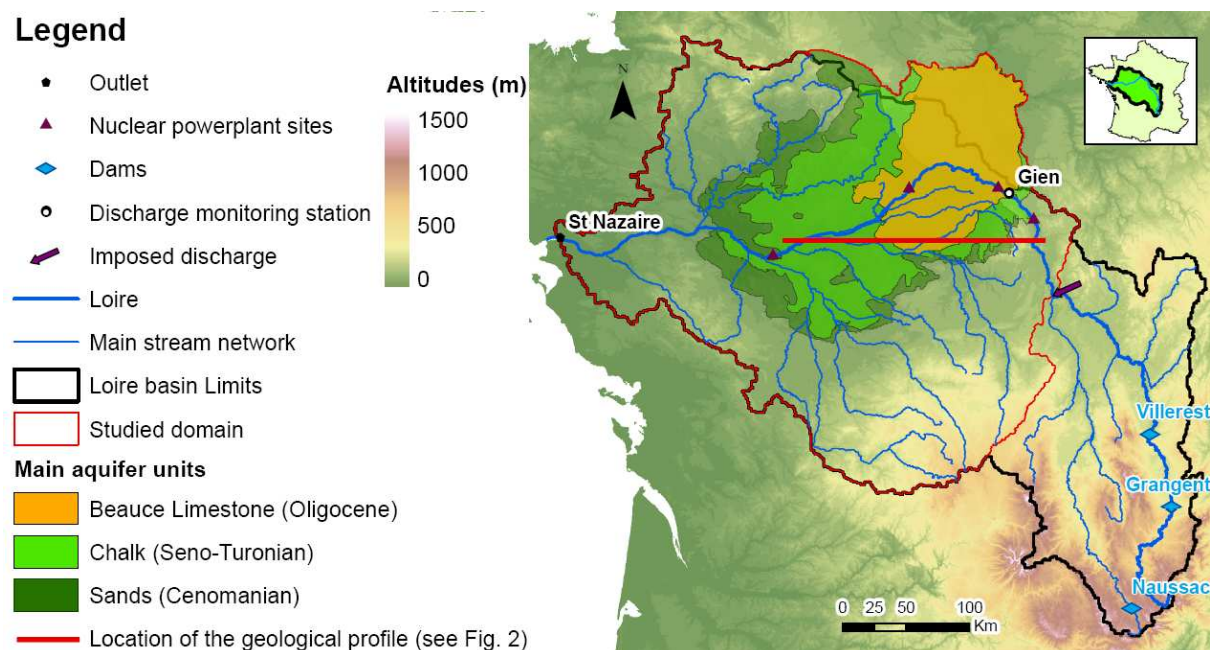 Legend
Outlet
Nuclear powerplant sites
Dams
Discharge monitoring station
Imposed discharge
Loire
Main stream network
Loire basin Limits
Studied domain
Main aquifer units
Beauce Limestone (Oligocene)
Chalk (Seno-Turonian)
Sands (Cenomanian)
Location of the geological profile (see Fig. 2)
Altitudes (m)
1500
1000
500
0
N
Gien
St Nazaire
Villerest
Grangent
Naussac
0 25 50 100
Km